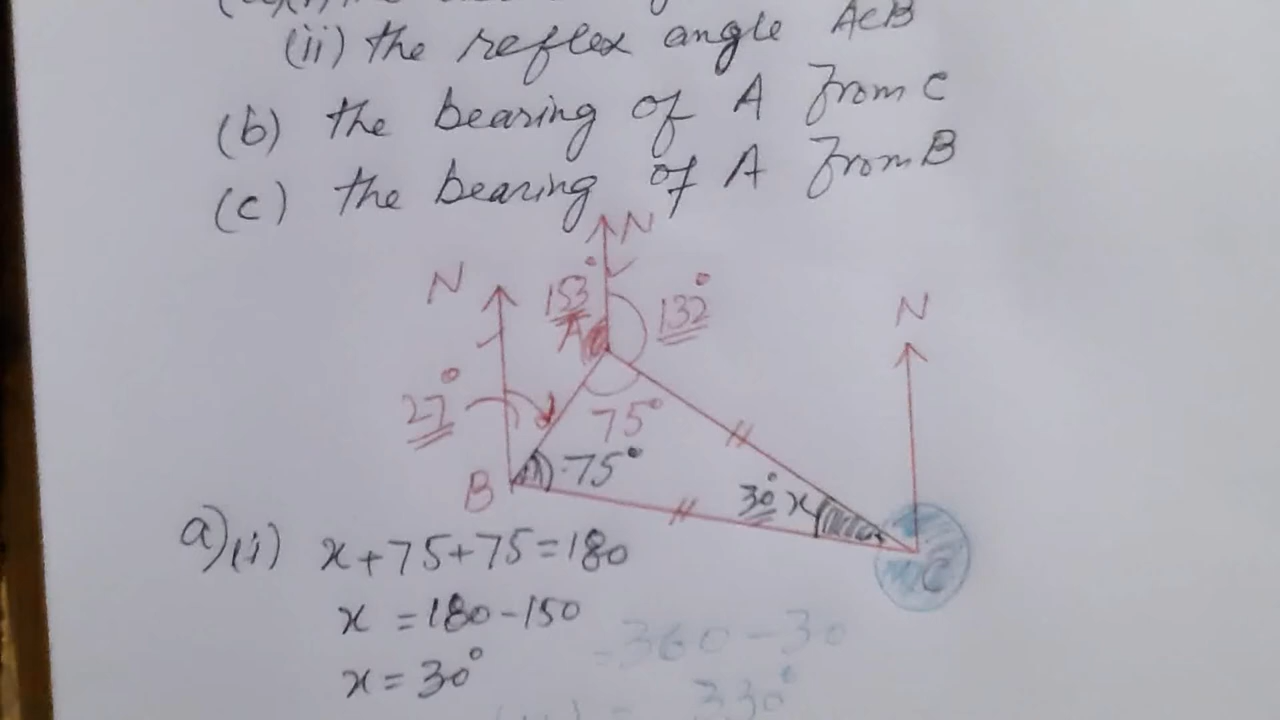 (ii) the reflex angle ACB
(b) the bearing of A from C
(c) the bearing of A from B
N
N
153°
A
132°
N
27°
75°
75°
B
30° x
C
a)(i) x+75+75=180
x = 180-150
x = 30°
=360-30
= 330°